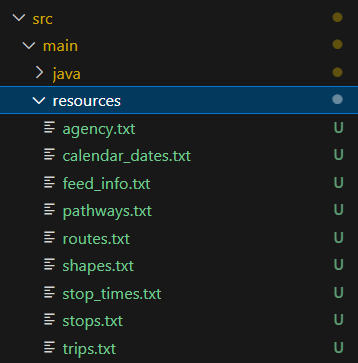 src
main
java
resources
agency.txt U
calendar_dates.txt U
feed_info.txt U
pathways.txt U
routes.txt U
shapes.txt U
stop_times.txt U
stops.txt U
trips.txt U